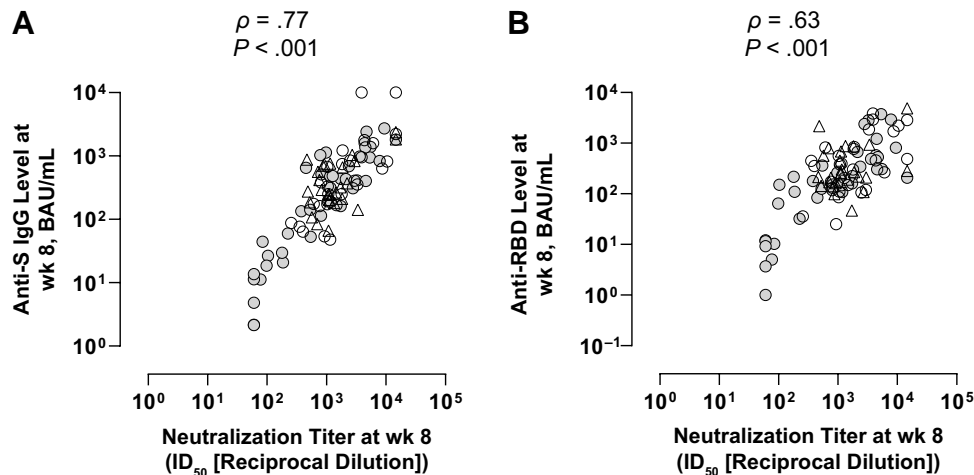 A
ρ = .77
P < .001
Anti-S IgG Level at
wk 8, BAU/mL
10⁴
10³
10²
10¹
10⁰
10⁰ 10¹ 10² 10³ 10⁴ 10⁵
Neutralization Titer at wk 8
(ID₅₀ [Reciprocal Dilution])
B
ρ = .63
P < .001
Anti-RBD Level at
wk 8, BAU/mL
10⁴
10³
10²
10¹
10⁰
10⁻¹
10⁰ 10¹ 10² 10³ 10⁴ 10⁵
Neutralization Titer at wk 8
(ID₅₀ [Reciprocal Dilution])